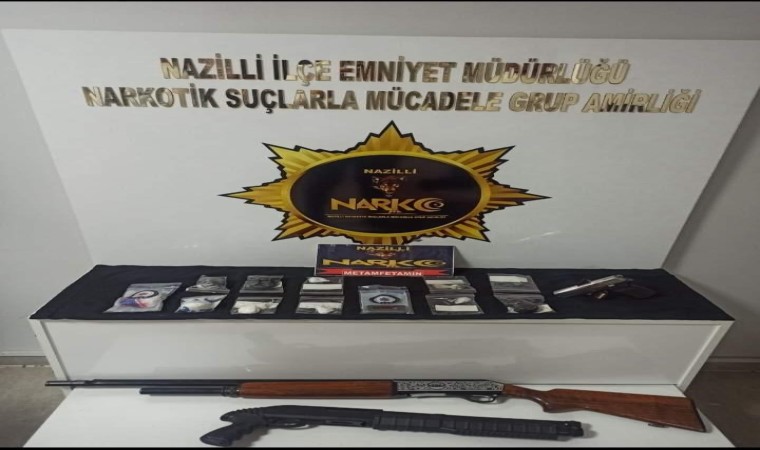 NAZİLLİ İLÇE EMNİYET MÜDÜRLÜĞÜ
NARKOTİK SUÇLARLA MÜCADELE GRUP AMİRLİĞİ
NAZİLLİ
NARKO
NAZİLLİ
NARKO
METAMFETAMİN